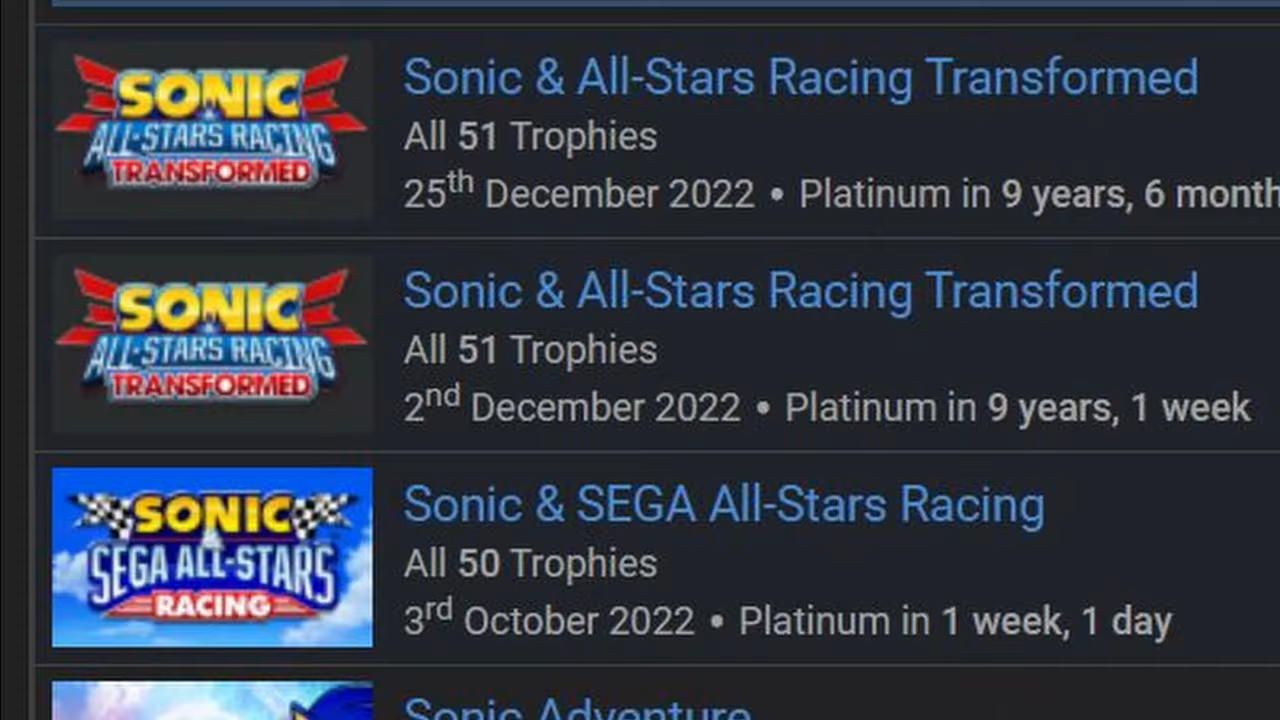 SONIC
&
ALL-STARS RACING
TRANSFORMED
Sonic & All-Stars Racing Transformed
All 51 Trophies
25th December 2022 • Platinum in 9 years, 6 month
SONIC
&
ALL-STARS RACING
TRANSFORMED
Sonic & All-Stars Racing Transformed
All 51 Trophies
2nd December 2022 • Platinum in 9 years, 1 week
SONIC
&
SEGA ALL-STARS
RACING
Sonic & SEGA All-Stars Racing
All 50 Trophies
3rd October 2022 • Platinum in 1 week, 1 day
Sonic Adventure